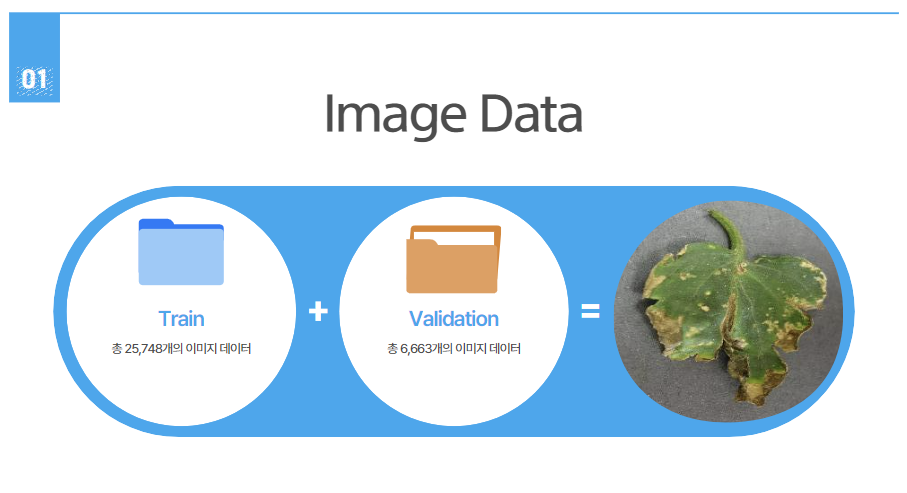 01
Image Data
Train
총 25,748개의 이미지 데이터
+
Validation
총 6,663개의 이미지 데이터
=